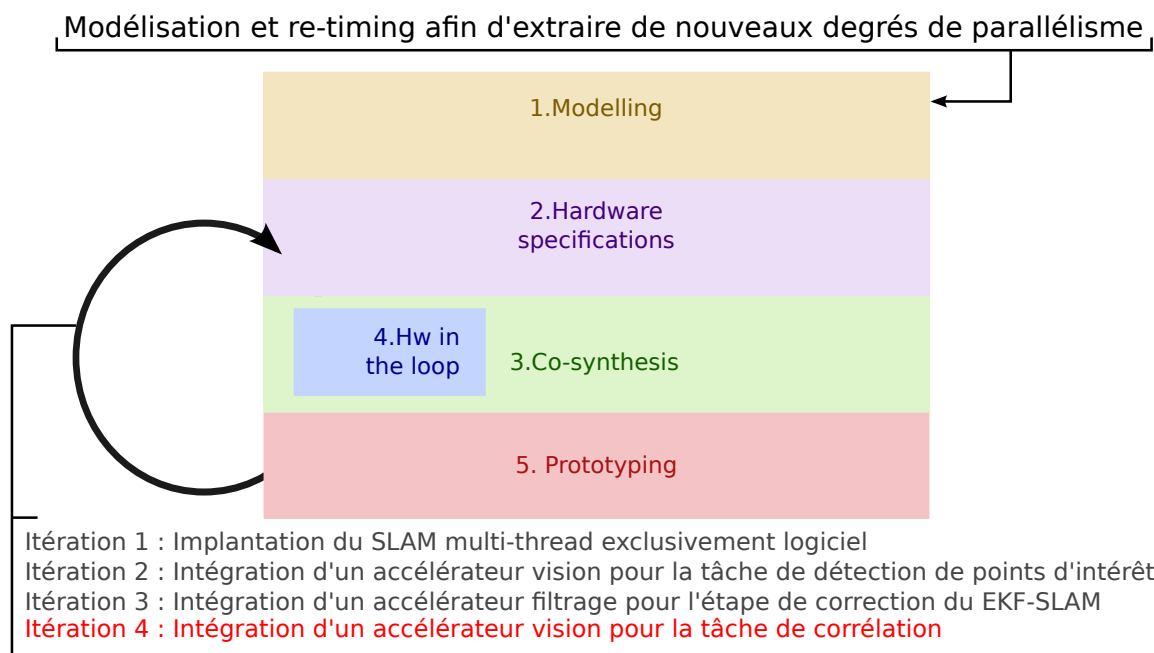 Modélisation et re-timing afin d'extraire de nouveaux degrés de parallélisme
1.Modelling
2.Hardware
specifications
4.Hw in
the loop
3.Co-synthesis
5. Prototyping
Itération 1 : Implantation du SLAM multi-thread exclusivement logiciel
Itération 2 : Intégration d'un accélérateur vision pour la tâche de détection de points d'intérêt
Itération 3 : Intégration d'un accélérateur filtrage pour l'étape de correction du EKF-SLAM
Itération 4 : Intégration d'un accélérateur vision pour la tâche de corrélation